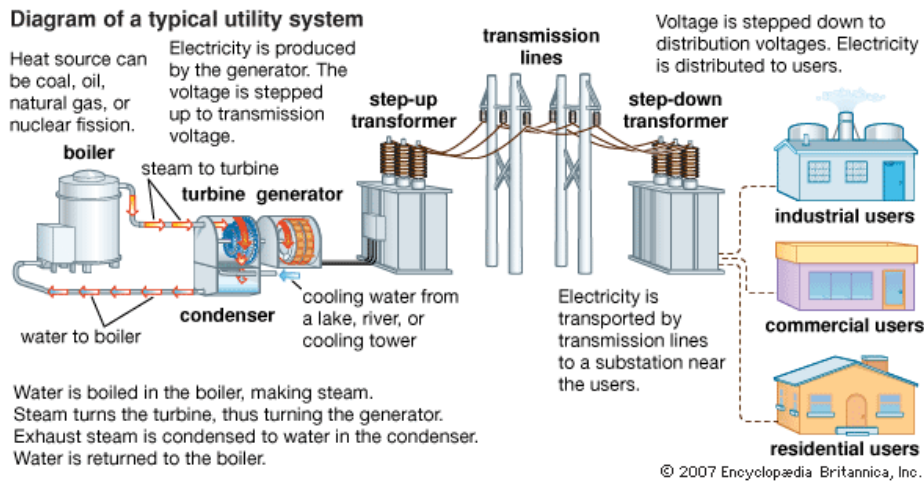 Diagram of a typical utility system
Heat source can
be coal, oil,
natural gas, or
nuclear fission.
Electricity is produced
by the generator. The
voltage is stepped
up to transmission
voltage.
transmission
lines
Voltage is stepped down to
distribution voltages. Electricity
is distributed to users.
step-up
transformer
step-down
transformer
boiler
steam to turbine
turbine
generator
industrial users
condenser
cooling water from
a lake, river, or
cooling tower
water to boiler
Electricity is
transported by
transmission lines
to a substation near
the users.
commercial users
Water is boiled in the boiler, making steam.
Steam turns the turbine, thus turning the generator.
Exhaust steam is condensed to water in the condenser.
Water is returned to the boiler.
residential users
© 2007 Encyclopædia Britannica, Inc.